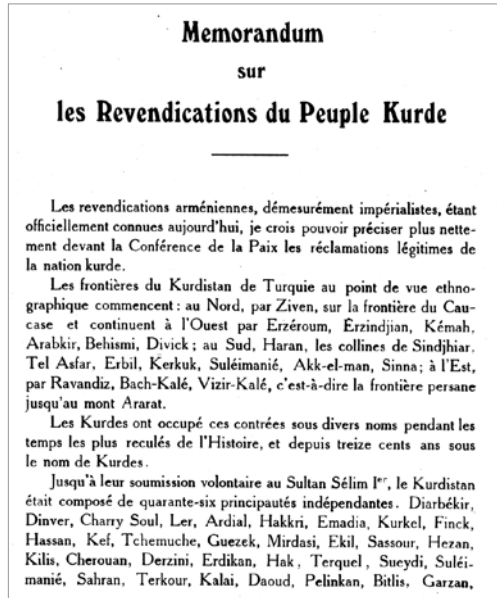 Memorandum
sur
les Revendications du Peuple Kurde
Les revendications arméniennes, démesurément impérialistes, étant
officiellement connues aujourd'hui, je crois pouvoir préciser plus nette-
ment devant la Conférence de la Paix les réclamations légitimes de
la nation kurde.
Les frontières du Kurdistan de Turquie au point de vue ethno-
graphique commencent : au Nord, par Ziven, sur la frontière du Cau-
case et continuent à l'Ouest par Erzéroum, Érzindjian, Kémah,
Arabkir, Behismi, Divick ; au Sud, Haran, les collines de Sindjhiar,
Tel Asfar, Erbil, Kerkuk, Suléimanié, Akk-el-man, Sinna ; à l'Est,
par Ravandiz, Bach-Kalé, Vizir-Kalé, c'est-à-dire la frontière persane
jusqu'au mont Ararat.
Les Kurdes ont occupé ces contrées sous divers noms pendant les
temps les plus reculés de l'Histoire, et depuis treize cents ans sous
le nom de Kurdes.
Jusqu'à leur soumission volontaire au Sultan Sélim Ier, le Kurdistan
était composé de quarante-six principautés indépendantes. Diarbékir,
Dinver, Charry Soul, Ler, Ardial, Hakkri, Emadia, Kurkel, Finck,
Hassan, Kef, Tchemuche, Guezek, Mirdasi, Ekil, Sassour, Hezan,
Kilis, Cherouan, Derzini, Erdikan, Hak, Terquel, Sueydi, Suléi-
manié, Sahran, Terkour, Kalai, Daoud, Pelinkan, Bitlis, Garzan,